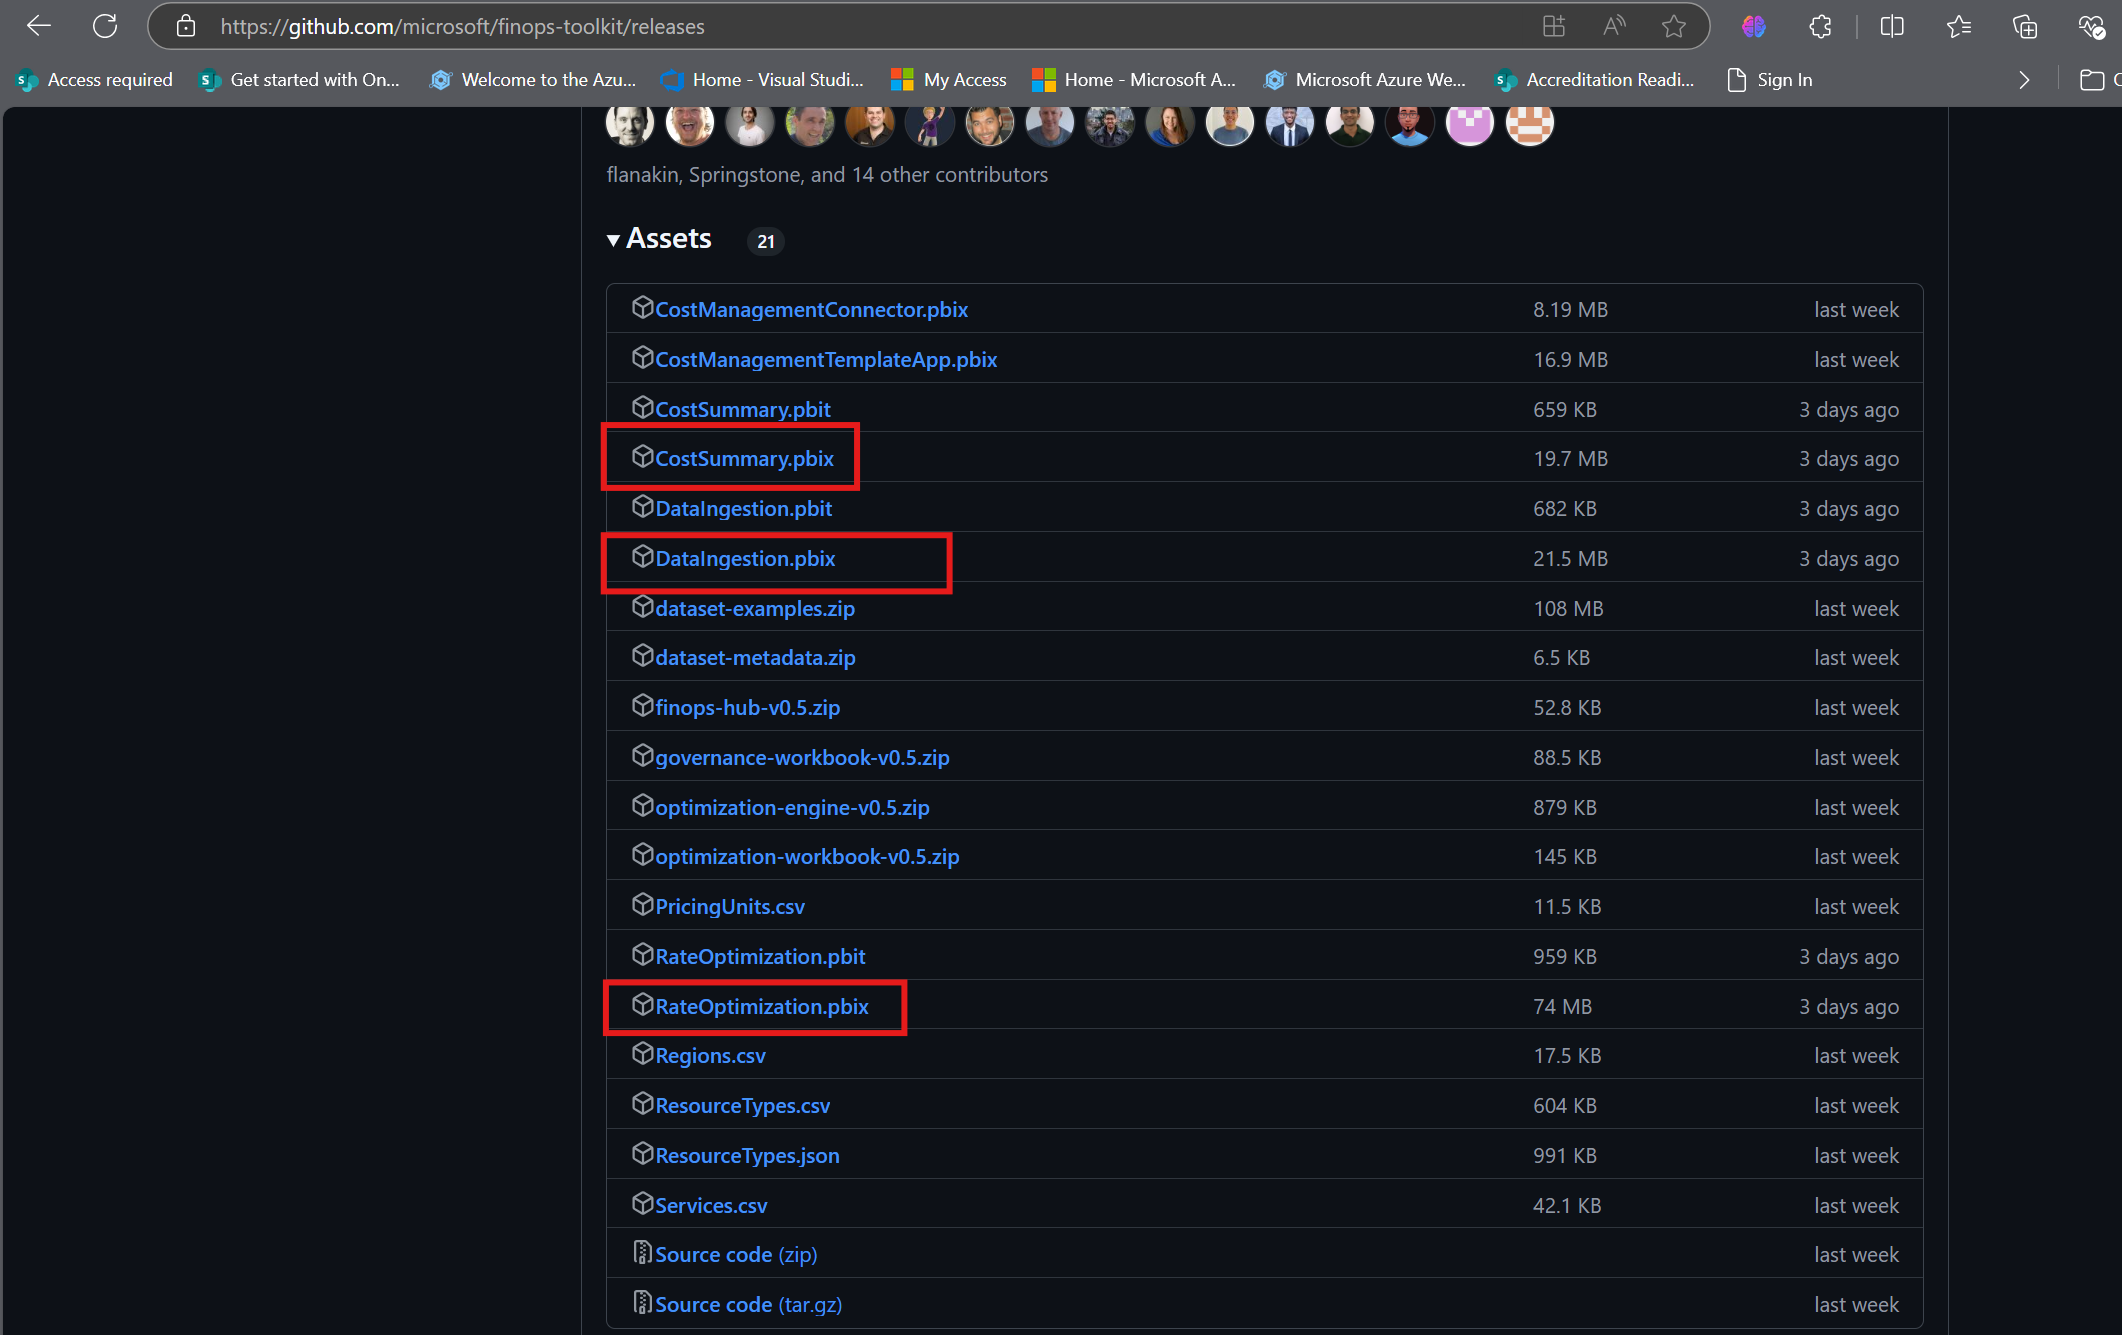 https://github.com/microsoft/finops-toolkit/releases
Access required Get started with On... Welcome to the Azu... Home - Visual Studi... My Access Home - Microsoft A... Microsoft Azure We... Accreditation Readi... Sign In
flanakin, Springstone, and 14 other contributors
Assets 21
CostManagementConnector.pbix 8.19 MB last week
CostManagementTemplateApp.pbix 16.9 MB last week
CostSummary.pbit 659 KB 3 days ago
CostSummary.pbix 19.7 MB 3 days ago
DataIngestion.pbit 682 KB 3 days ago
DataIngestion.pbix 21.5 MB 3 days ago
dataset-examples.zip 108 MB last week
dataset-metadata.zip 6.5 KB last week
finops-hub-v0.5.zip 52.8 KB last week
governance-workbook-v0.5.zip 88.5 KB last week
optimization-engine-v0.5.zip 879 KB last week
optimization-workbook-v0.5.zip 145 KB last week
PricingUnits.csv 11.5 KB last week
RateOptimization.pbit 959 KB 3 days ago
RateOptimization.pbix 74 MB 3 days ago
Regions.csv 17.5 KB last week
ResourceTypes.csv 604 KB last week
ResourceTypes.json 991 KB last week
Services.csv 42.1 KB last week
Source code (zip) last week
Source code (tar.gz) last week